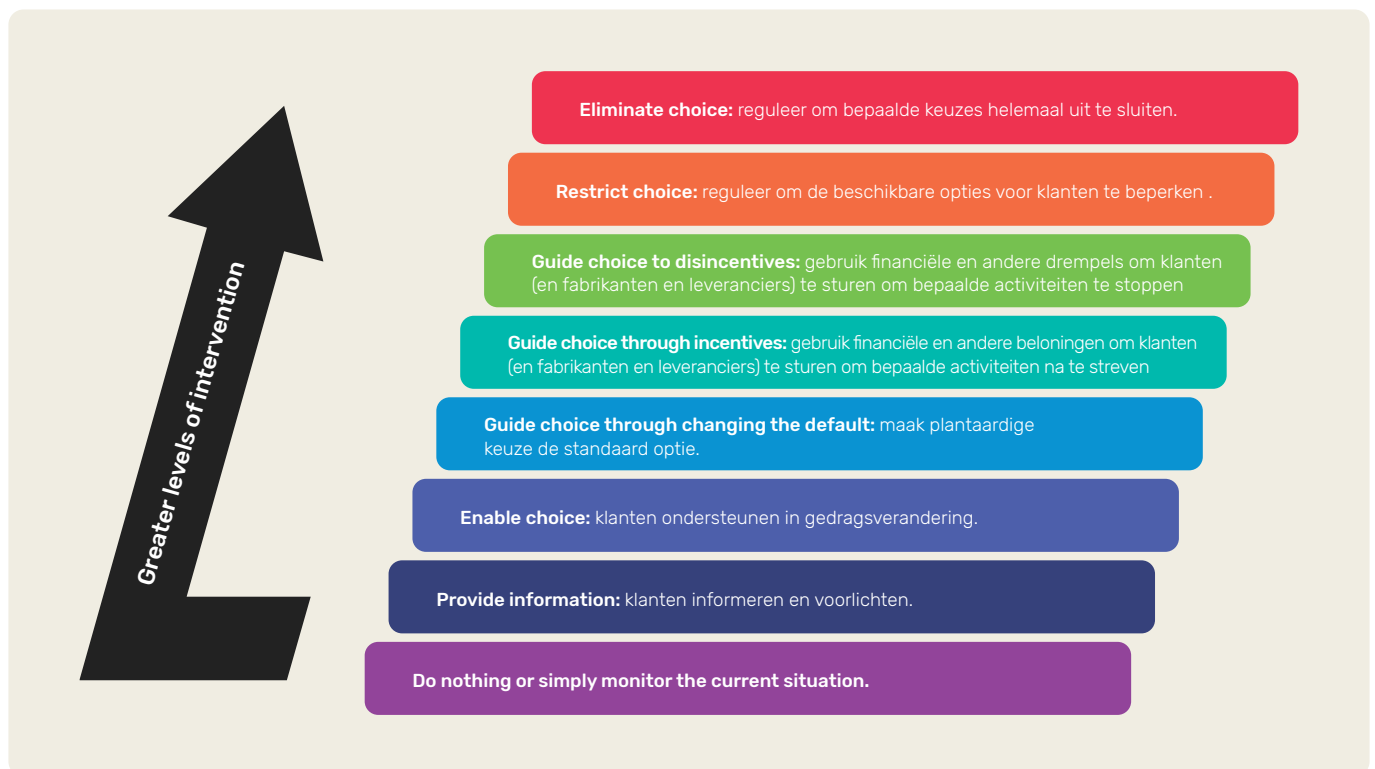 Greater levels of intervention
Eliminate choice: reguleer om bepaalde keuzes helemaal uit te sluiten.
Restrict choice: reguleer om de beschikbare opties voor klanten te beperken .
Guide choice to disincentives: gebruik financiële en andere drempels om klanten
(en fabrikanten en leveranciers) te sturen om bepaalde activiteiten te stoppen
Guide choice through incentives: gebruik financiële en andere beloningen om klanten
(en fabrikanten en leveranciers) te sturen om bepaalde activiteiten na te streven
Guide choice through changing the default: maak plantaardige
keuze de standaard optie.
Enable choice: klanten ondersteunen in gedragsverandering.
Provide information: klanten informeren en voorlichten.
Do nothing or simply monitor the current situation.